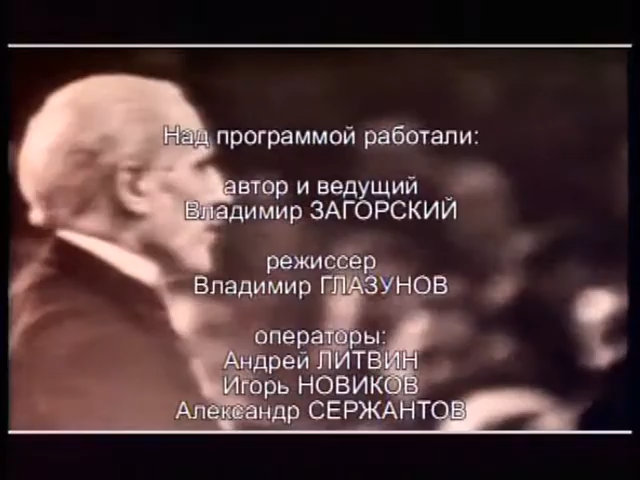 Над программой работали:
автор и ведущий
Владимир ЗАГОРСКИЙ
режиссер
Владимир ГЛАЗУНОВ
операторы:
Андрей ЛИТВИН
Игорь НОВИКОВ
Александр СЕРЖАНТОВ